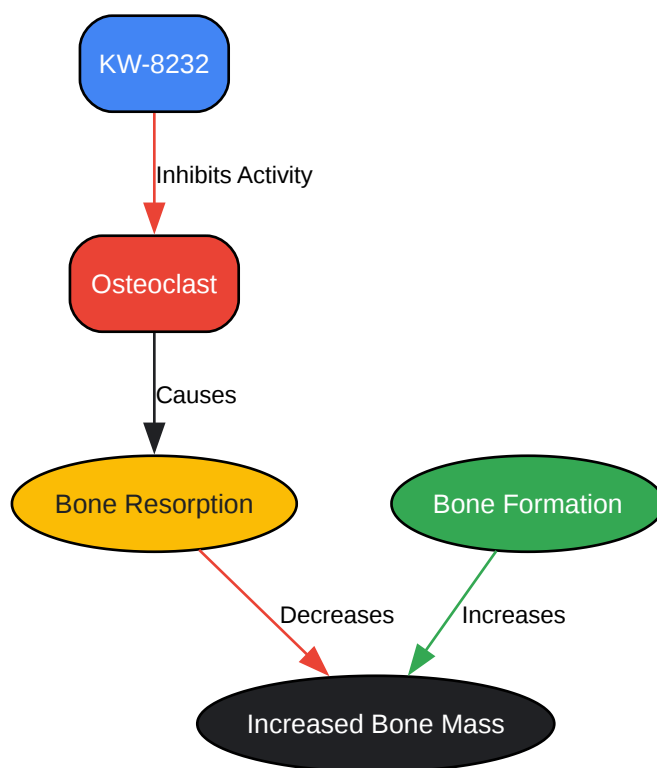 KW-8232
Inhibits Activity
Osteoclast
Causes
Bone Resorption
Bone Formation
Decreases
Increases
Increased Bone Mass